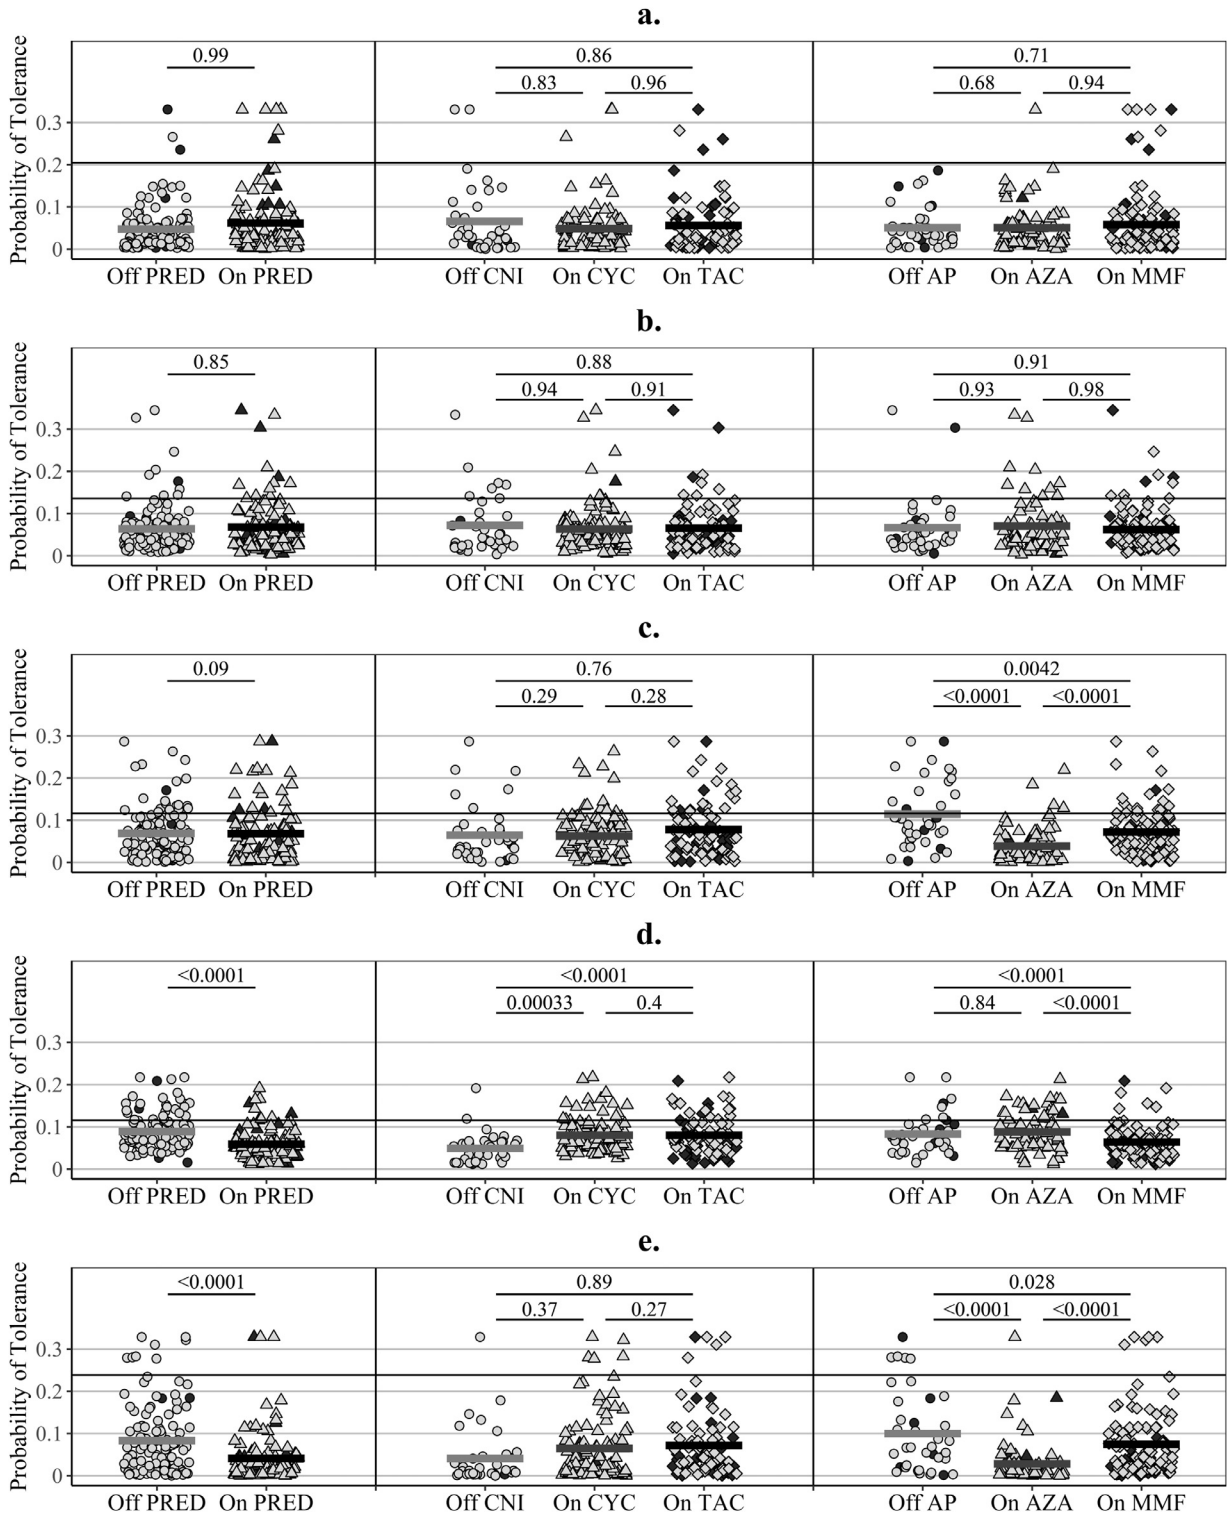 a.
Probability of Tolerance
0.99 0.86 0.71
0.83 0.96 0.68 0.94
0.3
0.2
0.1
0
Off PRED On PRED Off CNI On CYC On TAC Off AP On AZA On MMF
b.
Probability of Tolerance
0.85 0.88 0.91
0.94 0.91 0.93 0.98
0.3
0.2
0.1
0
Off PRED On PRED Off CNI On CYC On TAC Off AP On AZA On MMF
c.
Probability of Tolerance
0.09 0.76 0.0042
0.29 0.28 <0.0001 <0.0001
0.3
0.2
0.1
0
Off PRED On PRED Off CNI On CYC On TAC Off AP On AZA On MMF
d.
Probability of Tolerance
<0.0001 <0.0001 <0.0001
0.00033 0.4 0.84 <0.0001
0.3
0.2
0.1
0
Off PRED On PRED Off CNI On CYC On TAC Off AP On AZA On MMF
e.
Probability of Tolerance
<0.0001 0.89 0.028
0.37 0.27 <0.0001 <0.0001
0.3
0.2
0.1
0
Off PRED On PRED Off CNI On CYC On TAC Off AP On AZA On MMF